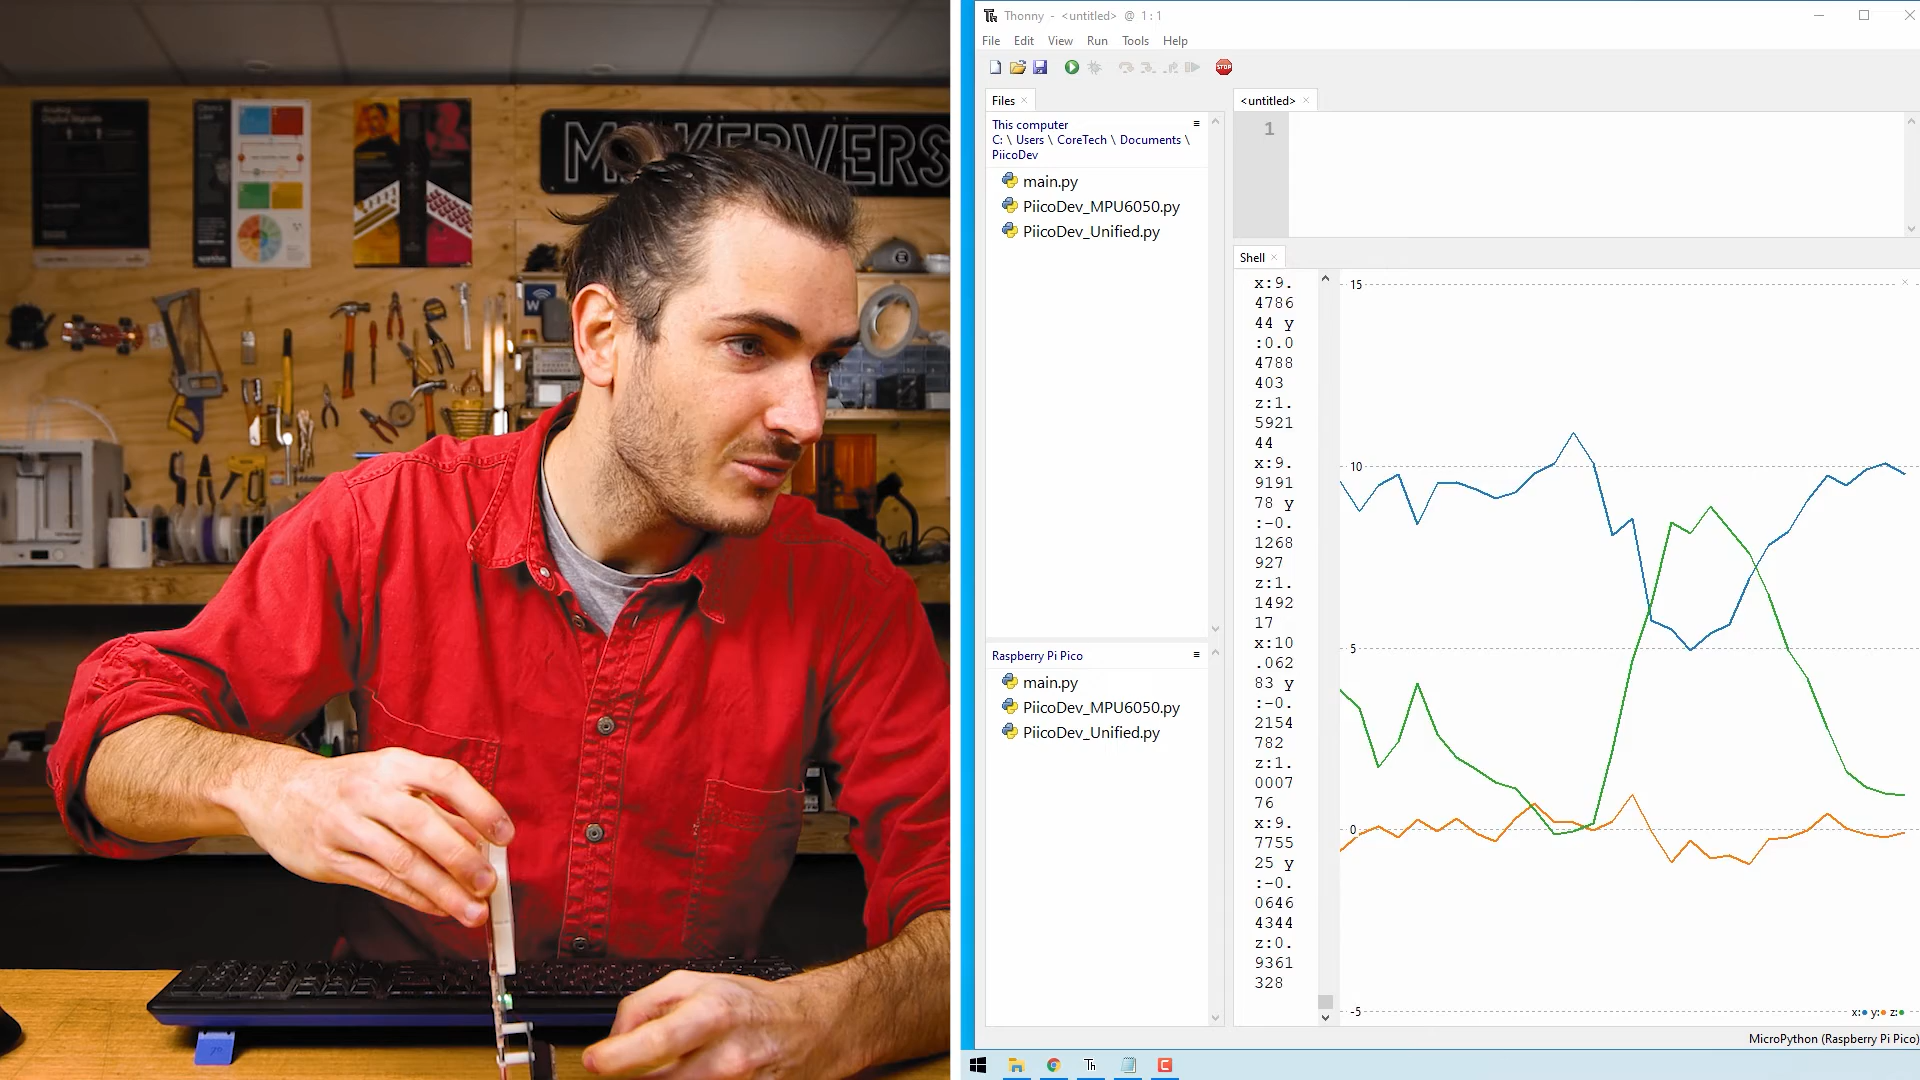 MAKERVERS
Thonny - <untitled> @ 1 : 1
File Edit View Run Tools Help
STOP
Files
<untitled>
This computer
C: \ Users \ CoreTech \ Documents \
PiicoDev
1
main.py
PiicoDev_MPU6050.py
PiicoDev_Unified.py
Shell
x:9.
4786
44 y
:0.0
4788
403
z:1.
5921
44
x:9.
9191
78 y
:-0.
1268
927
z:1.
1492
17
x:10
.062
83 y
:-0.
2154
782
z:1.
0007
76
x:9.
7755
25 y
:-0.
0646
4344
z:0.
9361
328
15
10
5
0
-5
x: y: z:
Raspberry Pi Pico
main.py
PiicoDev_MPU6050.py
PiicoDev_Unified.py
MicroPython (Raspberry Pi Pico)
Th